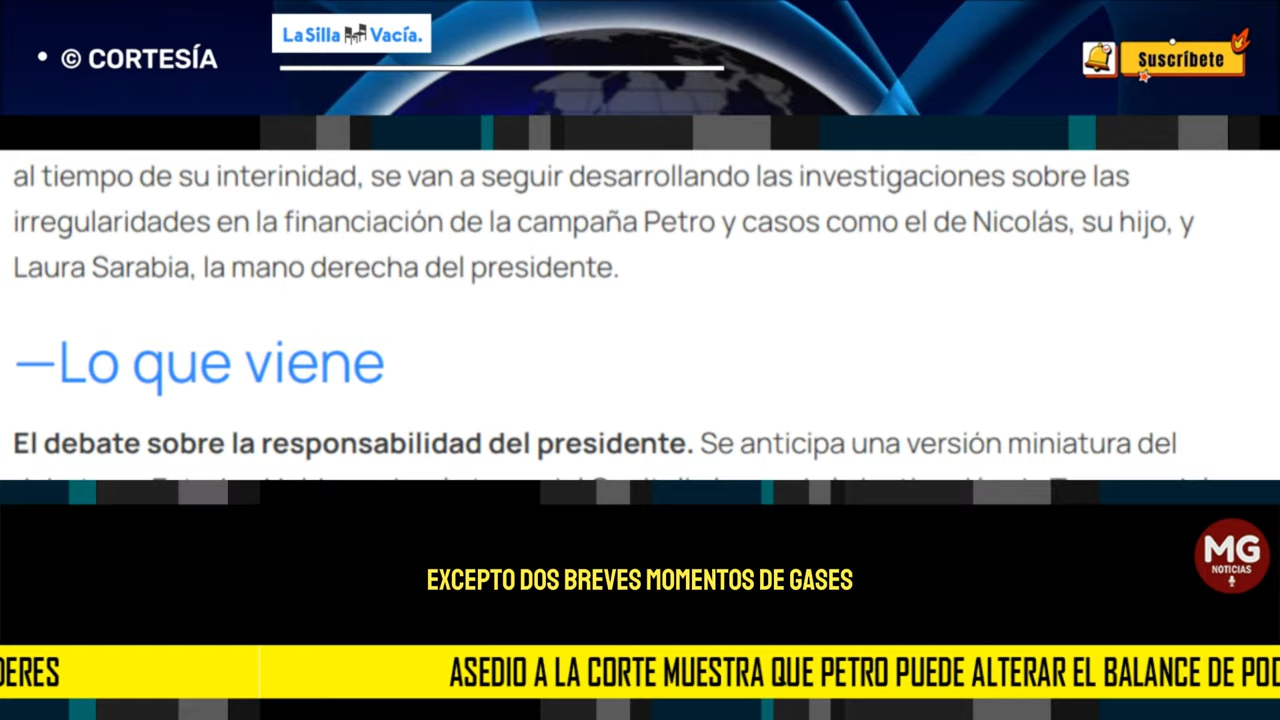 • © CORTESÍA
La Silla Vacía.
Suscríbete
al tiempo de su interinidad, se van a seguir desarrollando las investigaciones sobre las
irregularidades en la financiación de la campaña Petro y casos como el de Nicolás, su hijo, y
Laura Sarabia, la mano derecha del presidente.
—Lo que viene
El debate sobre la responsabilidad del presidente. Se anticipa una versión miniatura del
EXCEPTO DOS BREVES MOMENTOS DE GASES
MG
NOTICIAS
DERES ASEDIO A LA CORTE MUESTRA QUE PETRO PUEDE ALTERAR EL BALANCE DE POD